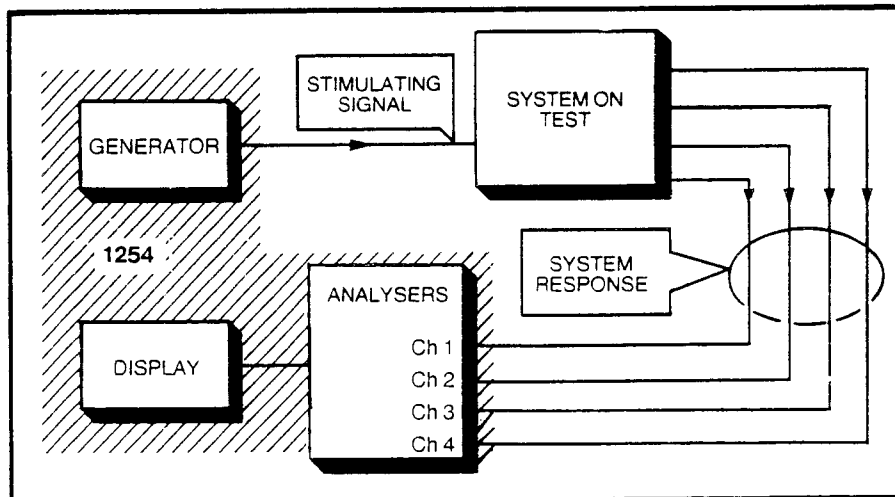 STIMULATING
SIGNAL
SYSTEM ON
TEST
GENERATOR
1254
SYSTEM
RESPONSE
ANALYSERS
DISPLAY
Ch 1
Ch 2
Ch 3
Ch 4